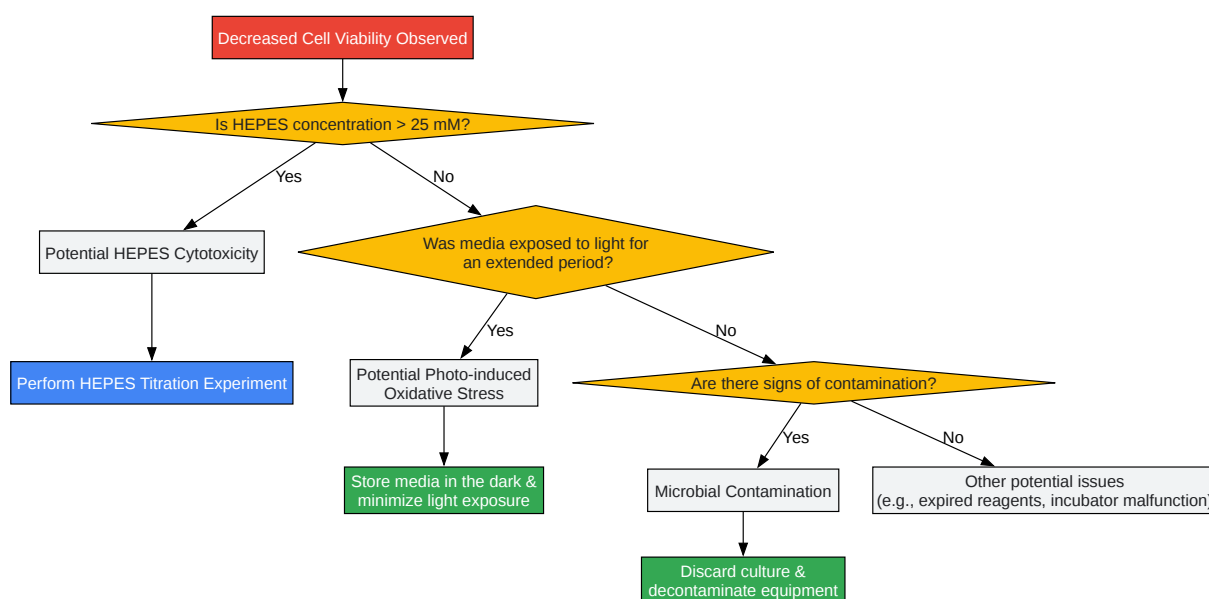 Decreased Cell Viability Observed
Is HEPES concentration > 25 mM?
Yes
No
Potential HEPES Cytotoxicity
Was media exposed to light for
an extended period?
Perform HEPES Titration Experiment
Yes
No
Potential Photo-induced
Oxidative Stress
Are there signs of contamination?
Store media in the dark &
minimize light exposure
Yes
No
Microbial Contamination
Other potential issues
(e.g., expired reagents, incubator malfunction)
Discard culture &
decontaminate equipment